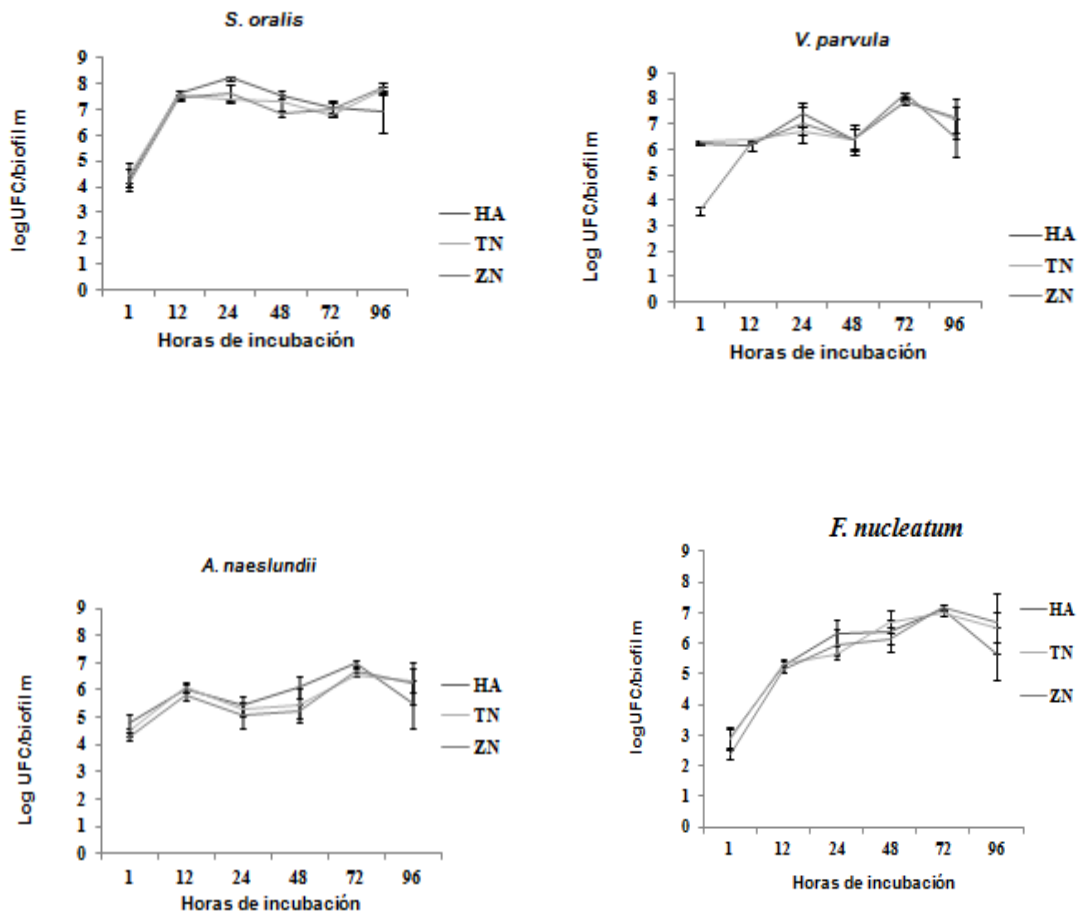 S. oralis
9
8
7
6
5
4
3
2
1
0
logUFC/biofilm
1 12 24 48 72 96
Horas de incubación
HA
TN
ZN
V. parvula
9
8
7
6
5
4
3
2
1
0
Log UFC/biofilm
1 12 24 48 72 96
Horas de incubación
HA
TN
ZN
A. naeslundii
9
8
7
6
5
4
3
2
1
0
Log UFC/biofilm
1 12 24 48 72 96
Horas de incubación
HA
TN
ZN
F. nucleatum
9
8
7
6
5
4
3
2
1
0
logUFC/biofilm
1 12 24 48 72 96
Horas de incubación
HA
TN
ZN